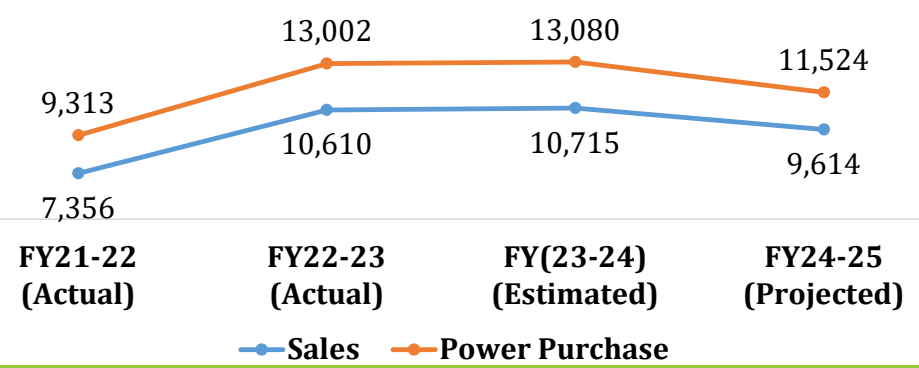 13,002
13,080
11,524
9,313
10,610
10,715
9,614
7,356
FY21-22 FY22-23 FY(23-24) FY24-25
(Actual) (Actual) (Estimated) (Projected)
Sales Power Purchase